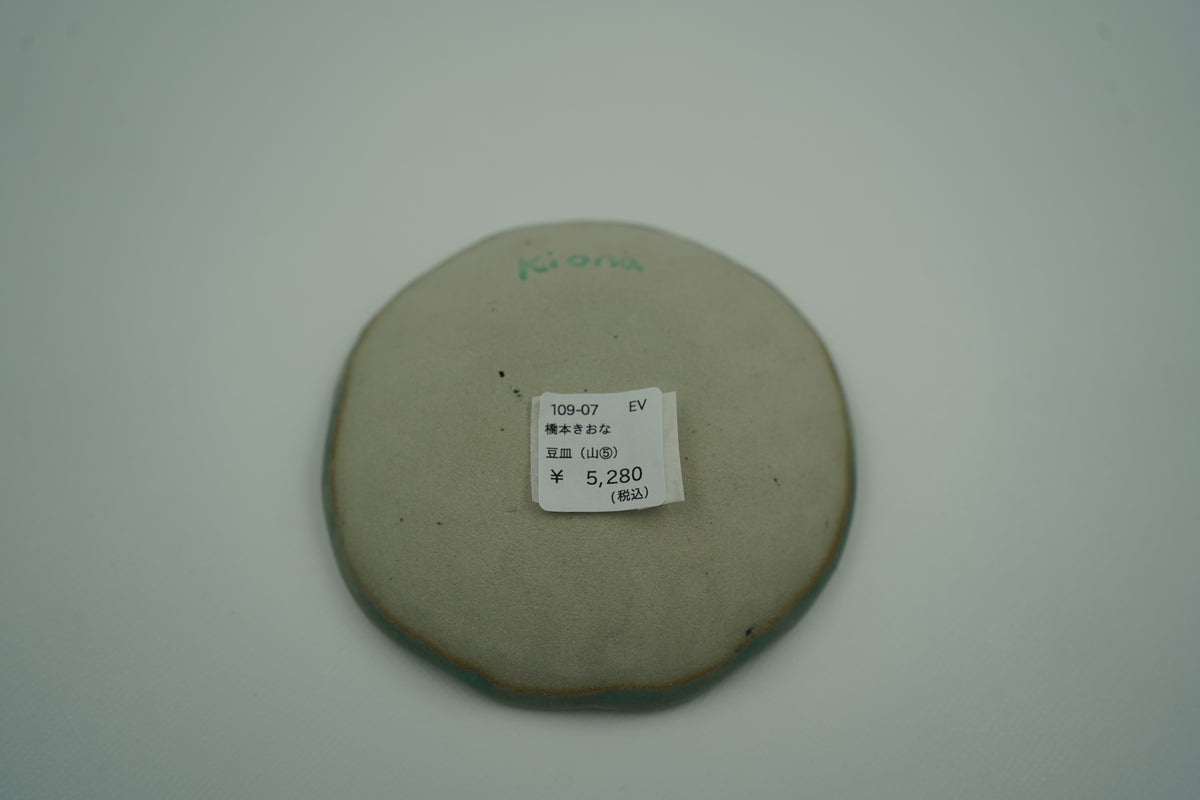 Kiona
109-07 EV
橋本きおな
豆皿（山⑤）
￥ 5,280
(税込)